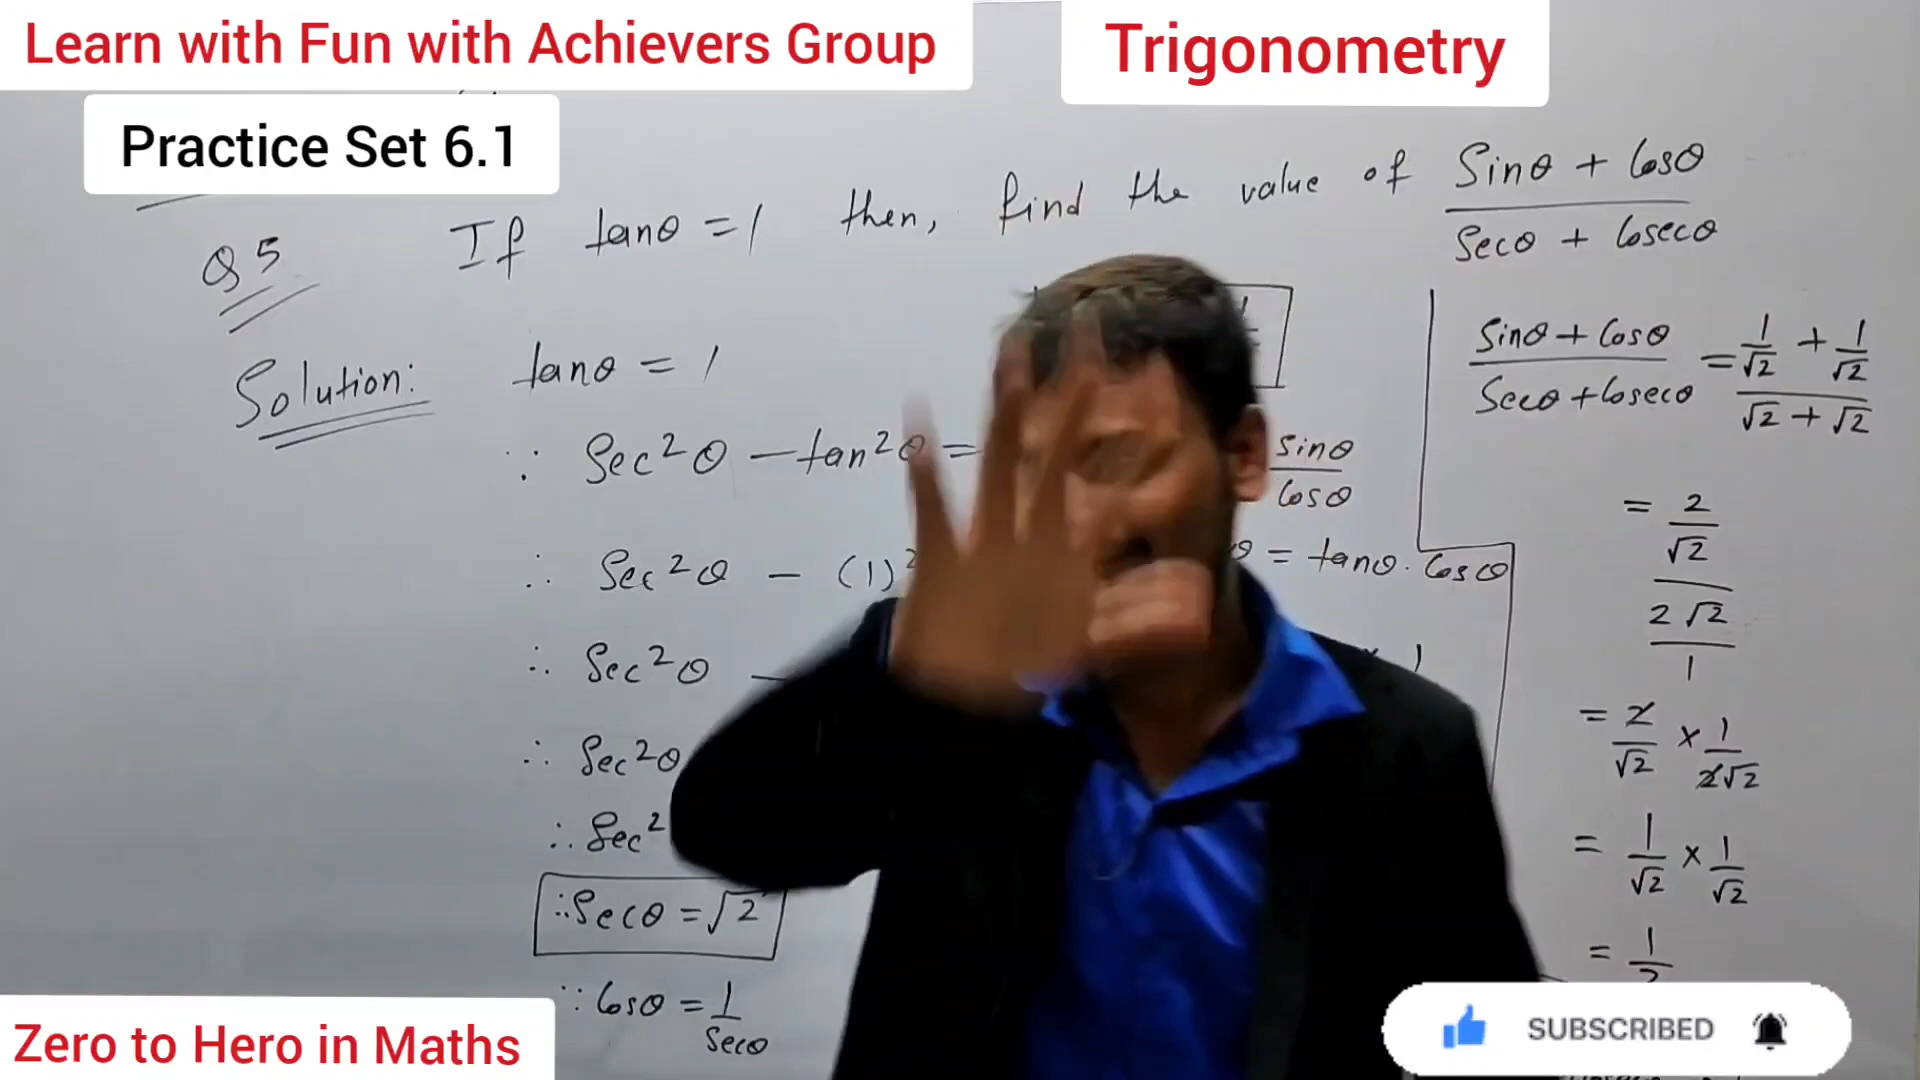 Learn with Fun with Achievers Group
Trigonometry
Practice Set 6.1
Q5 If tanθ = 1 then, find the value of Sinθ + Cosθ
Secθ + Cosecθ
Solution: tanθ = 1
∵ Sec²θ – tan²θ =
∴ Sec²θ – (1)²
∴ Sec²θ –
∴ Sec²θ
∴ Sec²
∴ Secθ = √2
∵ Cosθ = 1
Secθ
sinθ
Cosθ
θ = tanθ . Cosθ
Sinθ + Cosθ = 1/√2 + 1/√2
Secθ + Cosecθ √2 + √2
= 2
√2
2√2
1
= 2/√2 × 1/2√2
= 1/√2 × 1/√2
= 1
Zero to Hero in Maths
SUBSCRIBED